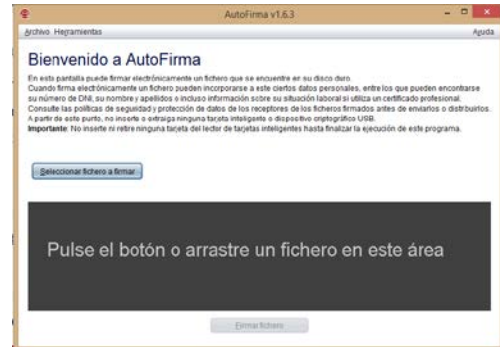 AutoFirma v1.6.3
Archivo Herramientas Ayuda
Bienvenido a AutoFirma
En esta pantalla puede firmar electrónicamente un fichero que se encuentre en su disco duro.
Cuando firma electrónicamente un fichero pueden incorporarse a este ciertos datos personales, entre los que pueden encontrarse
su número de DNI, su nombre y apellidos o incluso información sobre su situación laboral si utiliza un certificado profesional.
Consulte las políticas de seguridad y protección de datos de los receptores de los ficheros firmados antes de enviarlos o distribuirlos.
A partir de este punto, no inserte o extraiga ninguna tarjeta inteligente o dispositivo criptográfico USB.
Importante: No inserte ni retire ninguna tarjeta del lector de tarjetas inteligentes hasta finalizar la ejecución de este programa.
Seleccionar fichero a firmar
Pulse el botón o arrastre un fichero en este área
Firmar fichero